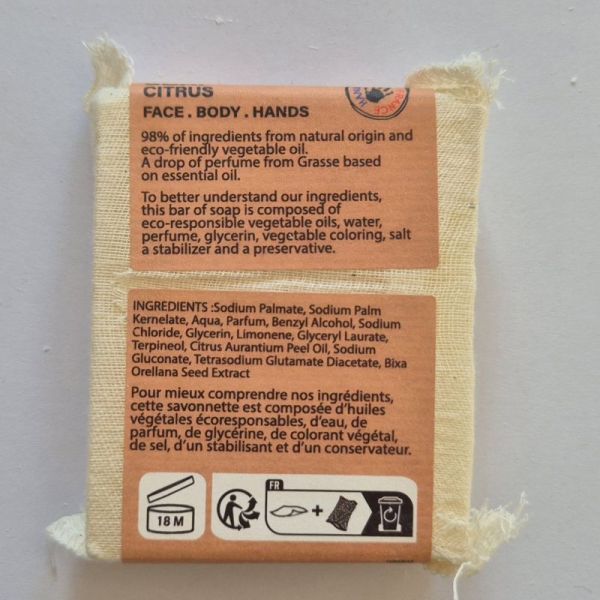 CITRUS
FACE . BODY . HANDS
98% of ingredients from natural origin and
eco-friendly vegetable oil.
A drop of perfume from Grasse based
on essential oil.
To better understand our ingredients,
this bar of soap is composed of
eco-responsible vegetable oils, water,
perfume, glycerin, vegetable coloring, salt
a stabilizer and a preservative.
INGREDIENTS :Sodium Palmate, Sodium Palm
Kernelate, Aqua, Parfum, Benzyl Alcohol, Sodium
Chloride, Glycerin, Limonene, Glyceryl Laurate,
Terpineol, Citrus Aurantium Peel Oil, Sodium
Gluconate, Tetrasodium Glutamate Diacetate, Bixa
Orellana Seed Extract
Pour mieux comprendre nos ingrédients,
cette savonnette est composée d'huiles
végétales écoresponsables, d'eau, de
parfum, de glycérine, de colorant végétal,
de sel, d'un stabilisant et d'un conservateur.
18 M
FR
+